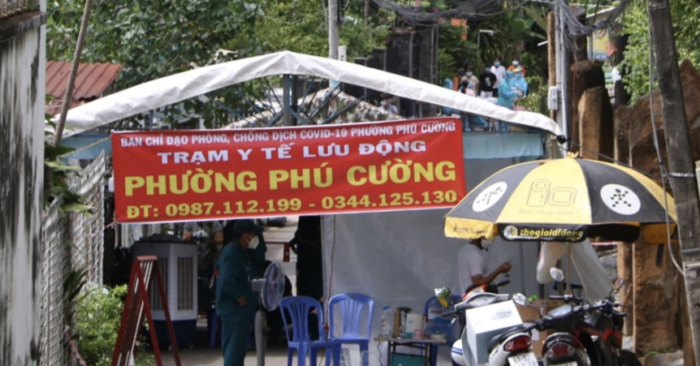 BAN CHỈ ĐẠO PHÒNG, CHỐNG DỊCH COVID-19 PHƯỜNG PHÚ CƯỜNG
TRẠM Y TẾ LƯU ĐỘNG
PHƯỜNG PHÚ CƯỜNG
ĐT: 0987.112.199 - 0344.125.130
thegioididong